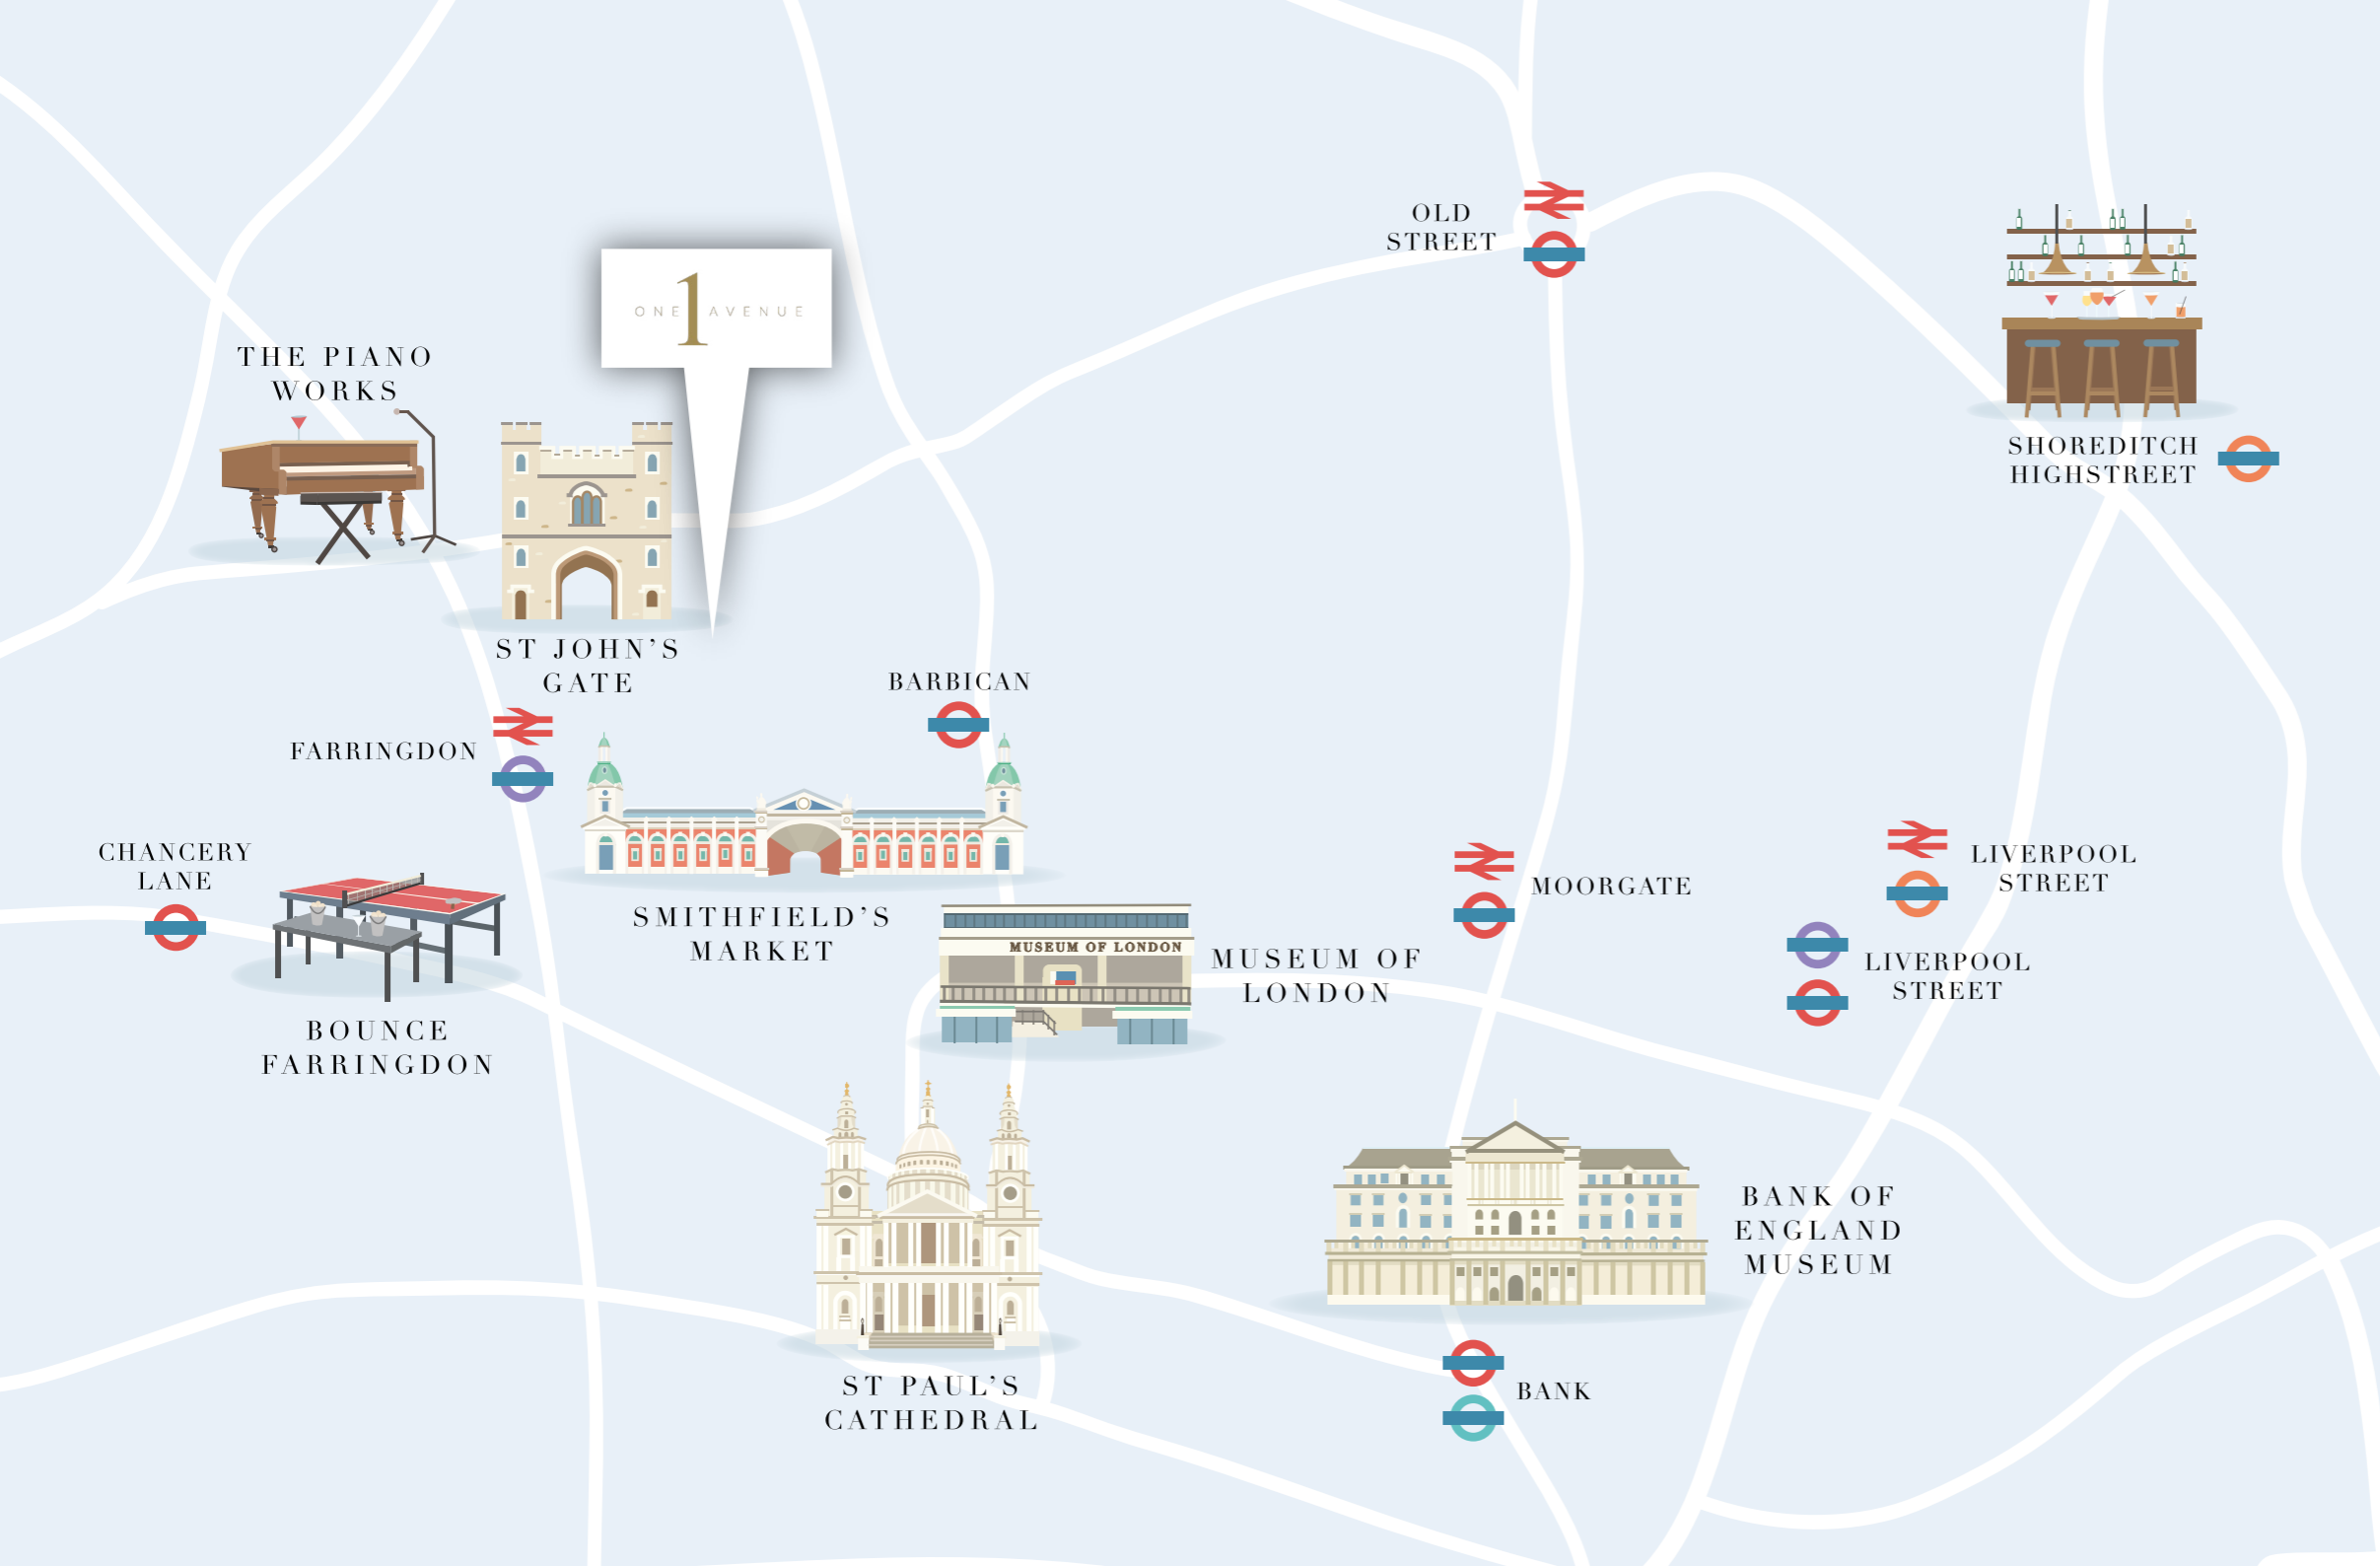 OLD
STREET
ONE 1 AVENUE
THE PIANO
WORKS
SHOREDITCH
HIGHSTREET
ST JOHN’S
GATE
BARBICAN
FARRINGDON
CHANCERY
LANE
LIVERPOOL
STREET
MOORGATE
SMITHFIELD’S
MARKET
MUSEUM OF LONDON
MUSEUM OF
LONDON
LIVERPOOL
STREET
BOUNCE
FARRINGDON
BANK OF
ENGLAND
MUSEUM
ST PAUL’S
CATHEDRAL
BANK